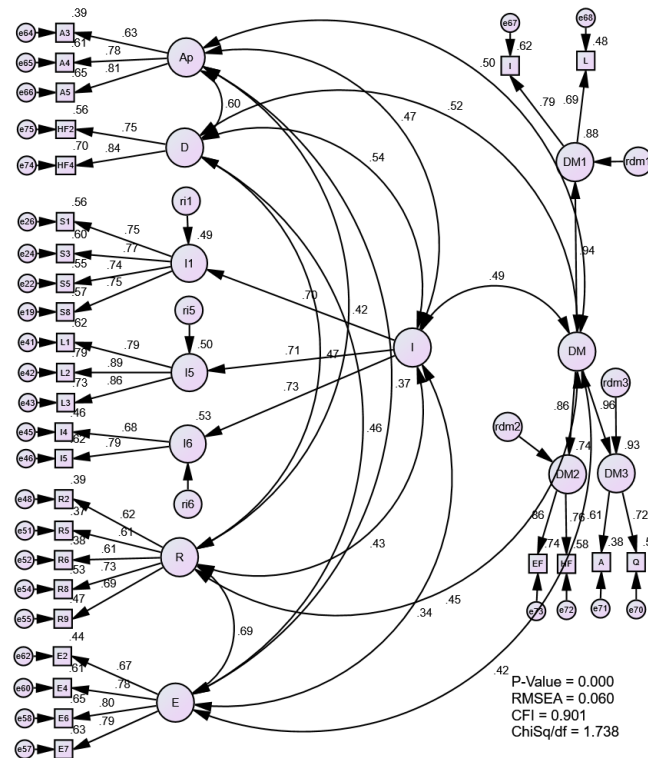 .39
e64 A3 .63
.61
e65 A4 .78
.65
e66 A5 .81
Ap
.56
e75 HF2 .75
.70
e74 HF4 .84
D
.60
.47
.54
.50
.52
e67 e68
.62 .48
I L
.79 .69
.88
DM1 rdm1
.94
ri1
.49
.56
e26 S1 .75
.60
e24 S3 .77
.55
e22 S5 .74
.57
e19 S8 .75
I1
.70 .42
ri5
.50
.62
e41 L1 .79
.79
e42 L2 .89
.73
e43 L3 .86
I5
.71 .47
I
.49
DM
.37
.73
.46
e45 I4 .68
.62
e46 I5 .79
I6
.53
ri6
.46
.86 .74 .96
rdm3
rdm2
.93
DM2 DM3
.86 .76 .61 .72
.74 .58 .38 .5
EF HF A Q
e73 e72 e71 e70
.39
e48 R2 .62
.37
e51 R5 .61
.38
e52 R6 .61
.53
e54 R8 .73
.47
e55 R9 .69
R
.43
.45
.34
.69
.42
.44
e62 E2 .67
.61
e60 E4 .78
.65
e58 E6 .80
.63
e57 E7 .79
E
P-Value = 0.000
RMSEA = 0.060
CFI = 0.901
ChiSq/df = 1.738